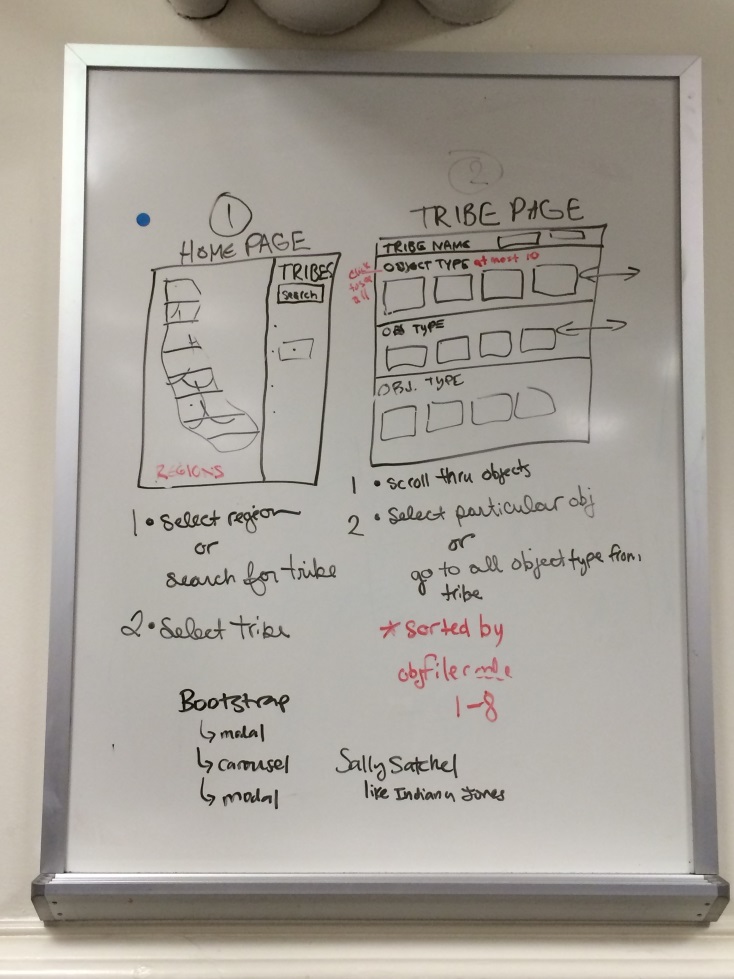 1
HOME PAGE
TRIBES
Search
REGIONS
1 • Select region
or
search for tribe
2 • Select tribe
2
TRIBE PAGE
TRIBE NAME
OBJECT TYPE at most 10
click
to see
all
OB TYPE
OBJ. TYPE
1 • scroll thru objects
2 • Select particular obj
or
go to all object type from
tribe
* sorted by
objfilecode
1-8
Bootstrap
↳ modal
↳ carousel
↳ modal
Sally Satchel
like Indiana Jones